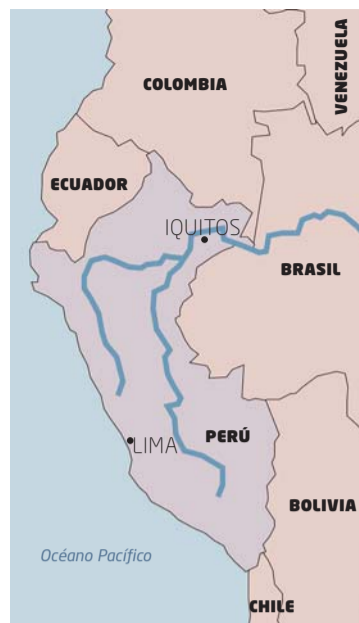 VENEZUELA
COLOMBIA
ECUADOR
IQUITOS
BRASIL
PERÚ
LIMA
BOLIVIA
Océano Pacífico
CHILE